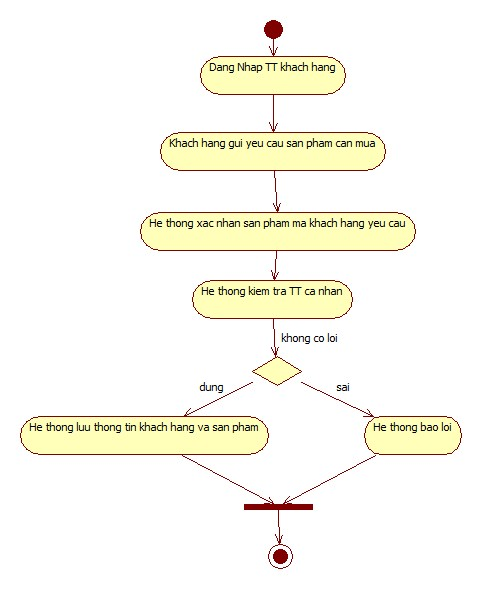 Dang Nhap TT khach hang
Khach hang gui yeu cau san pham can mua
He thong xac nhan san pham ma khach hang yeu cau
He thong kiem tra TT ca nhan
khong co loi
dung
sai
He thong luu thong tin khach hang va san pham
He thong bao loi